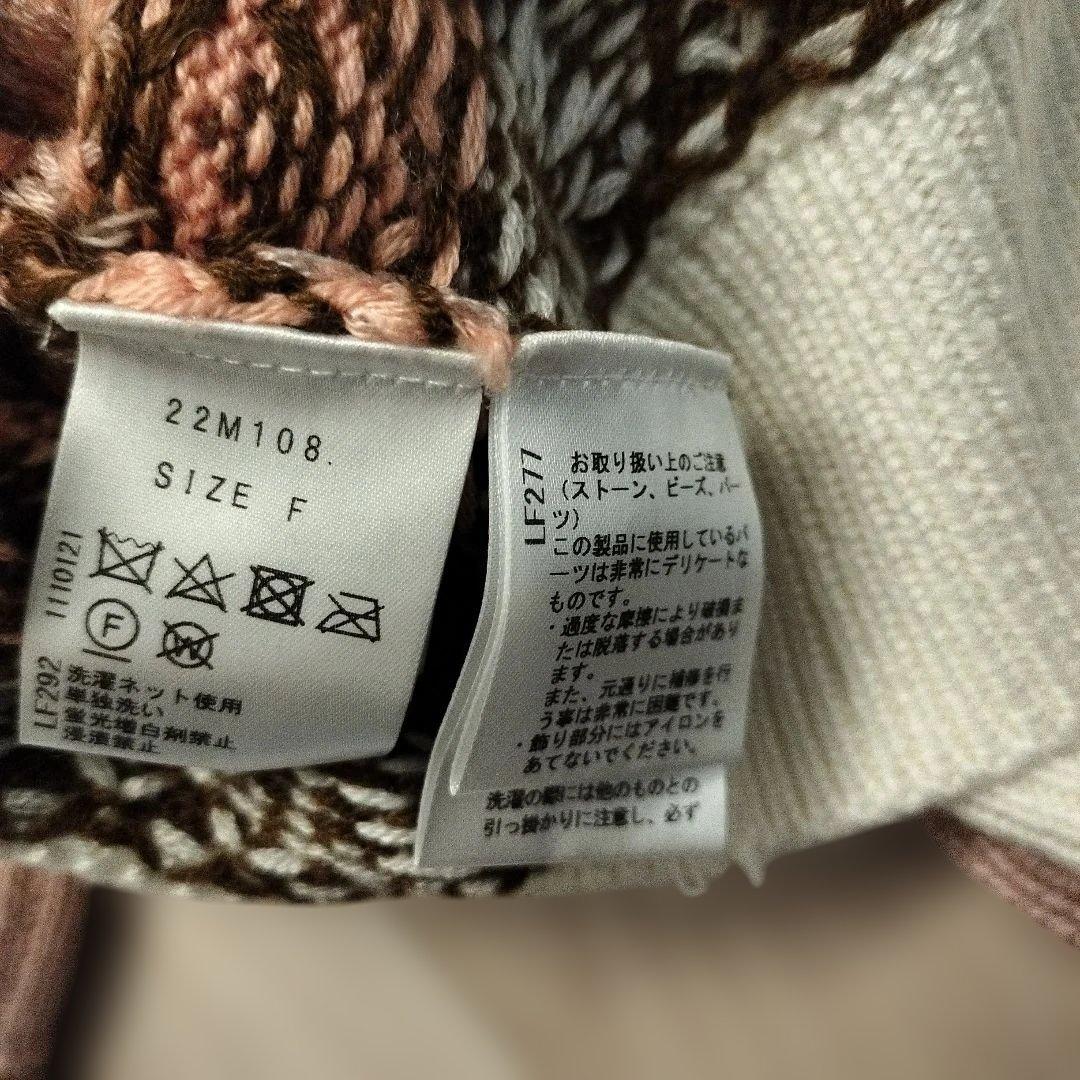 22M108.
SIZE F
1110121
F
W
LF292
洗濯ネット使用
単独洗い
蛍光増白剤禁止
浸漬禁止
LF277
お取り扱い上のご注意
（ストーン、ビーズ、パー
ツ）
この製品に使用しているパ
ーツは非常にデリケートな
ものです。
・過度な摩擦により破損ま
たは脱落する場合があり
ます。
また、元通りに補修を行
う事は非常に困難です。
・飾り部分にはアイロンを
あてないでください。
洗濯の際には他のものとの
引っ掛かりに注意し、必ず